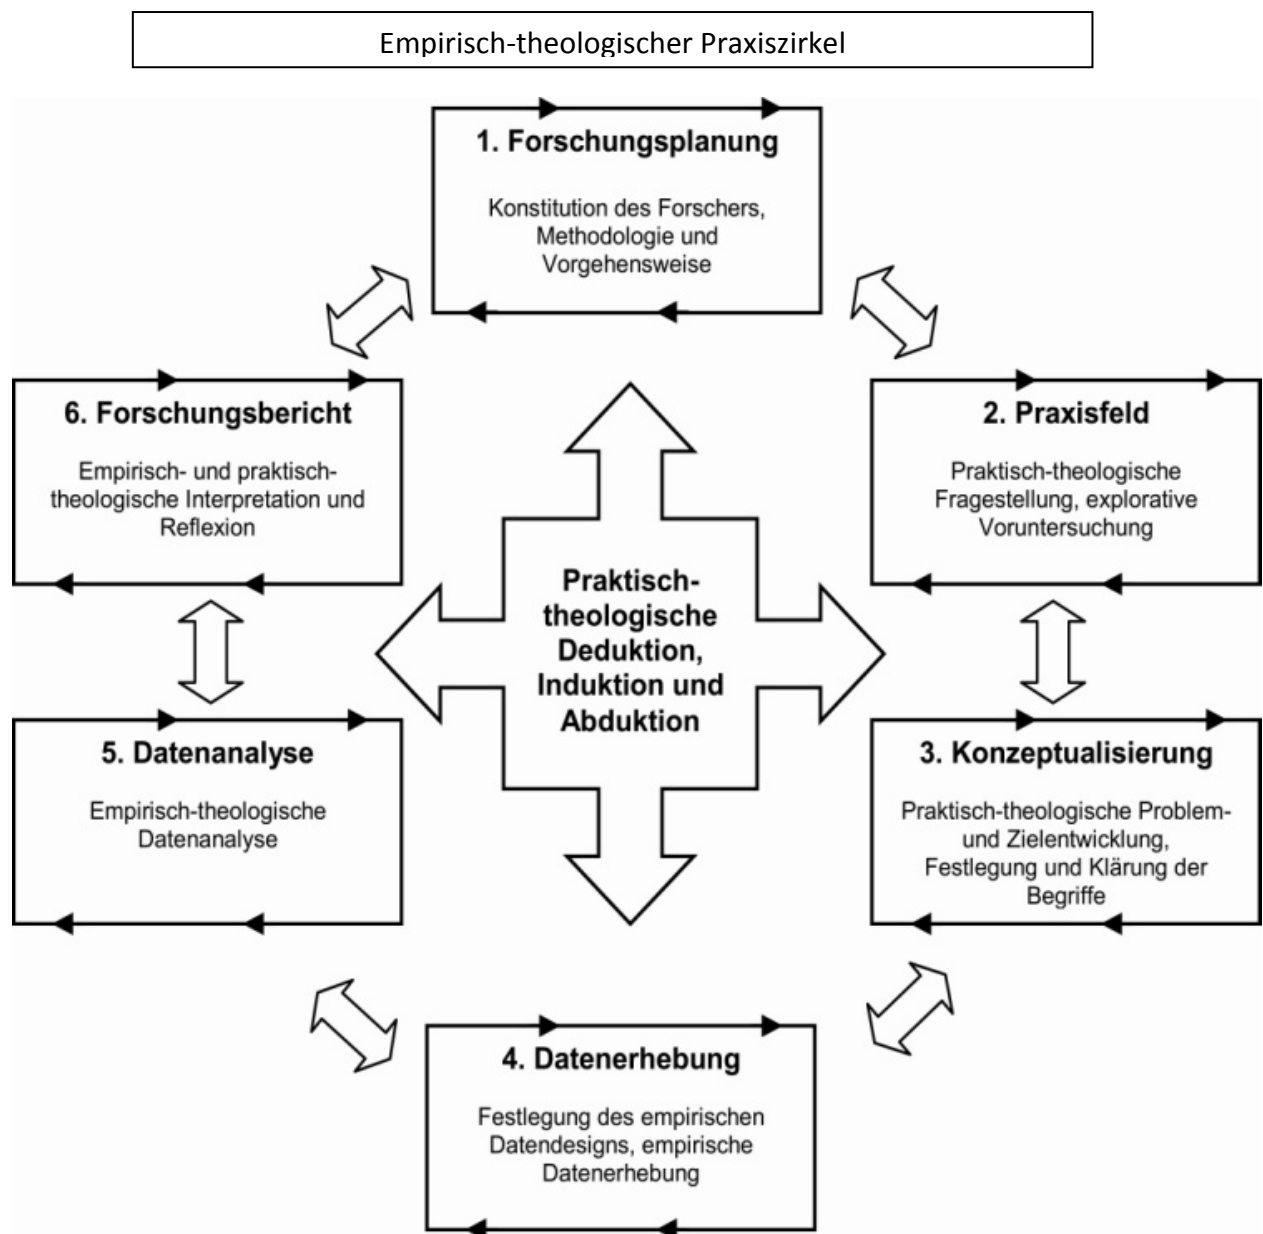 Empirisch-theologischer Praxiszirkel
1. Forschungsplanung
Konstitution des Forschers,
Methodologie und
Vorgehensweise
2. Praxisfeld
Praktisch-theologische
Fragestellung, explorative
Voruntersuchung
3. Konzeptualisierung
Praktisch-theologische Problem-
und Zielentwicklung,
Festlegung und Klärung der
Begriffe
4. Datenerhebung
Festlegung des empirischen
Datendesigns, empirische
Datenerhebung
5. Datenanalyse
Empirisch-theologische
Datenanalyse
6. Forschungsbericht
Empirisch- und praktisch-
theologische Interpretation und
Reflexion
Praktisch-
theologische
Deduktion,
Induktion und
Abduktion